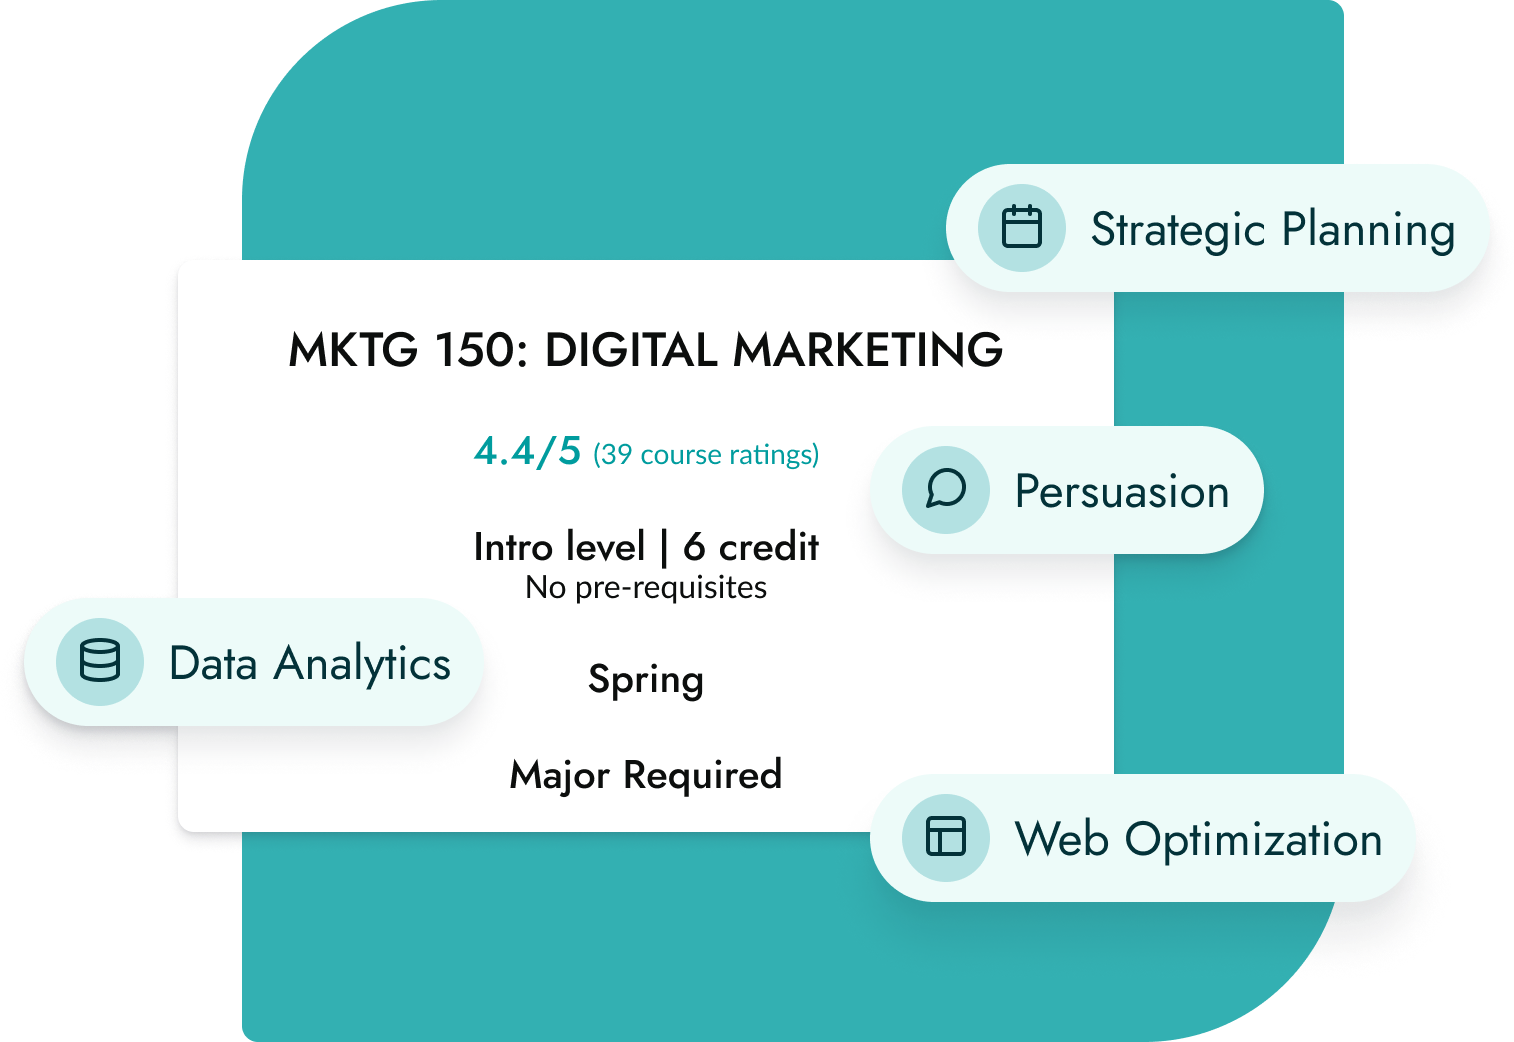 Strategic Planning
MKTG 150: DIGITAL MARKETING
4.4/5 (39 course ratings)
Persuasion
Intro level | 6 credit
No pre-requisites
Data Analytics
Spring
Major Required
Web Optimization